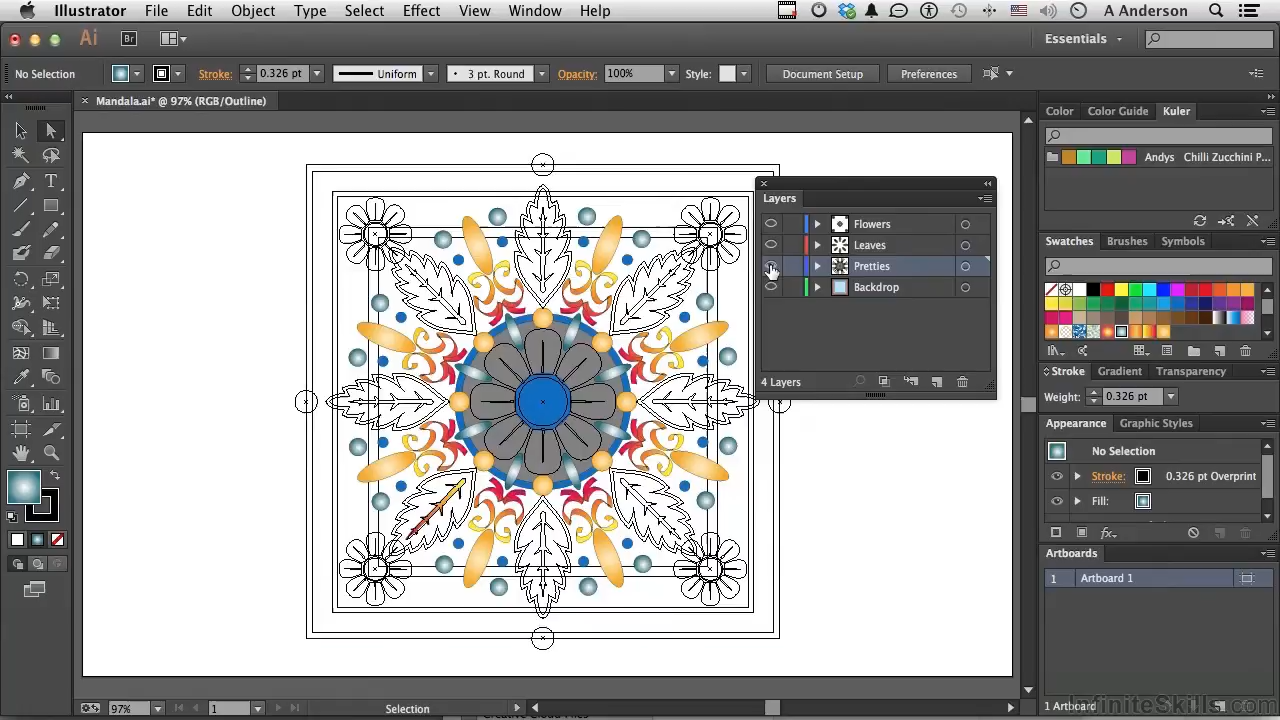 Illustrator File Edit Object Type Select Effect View Window Help A Anderson
Ai Br Essentials
No Selection Stroke: 0.326 pt Uniform 3 pt. Round Opacity: 100% Style: Document Setup Preferences
Mandala.ai* @ 97% (RGB/Outline)
Color Color Guide Kuler
Andys Chilli Zucchini P...
Layers
Flowers
Leaves
Pretties
Backdrop
4 Layers
Swatches Brushes Symbols
Stroke Gradient Transparency
Weight: 0.326 pt
Appearance Graphic Styles
No Selection
Stroke: 0.326 pt Overprint
Fill:
Artboards
1 Artboard 1
1 Artboard
97% 1 Selection
InfiniteSkills.com